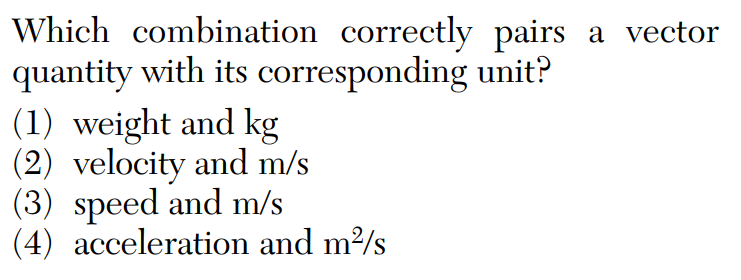 Which combination correctly pairs a vector
quantity with its corresponding unit?
(1) weight and kg
(2) velocity and m/s
(3) speed and m/s
(4) acceleration and m²/s